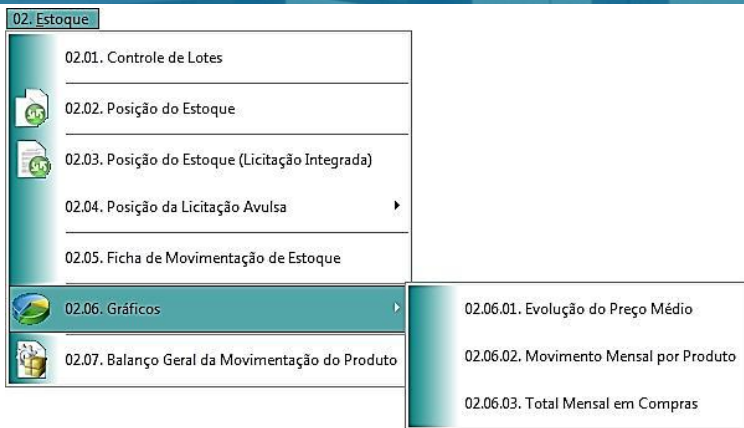 02. Estoque
02.01. Controle de Lotes
02.02. Posição do Estoque
02.03. Posição do Estoque (Licitação Integrada)
02.04. Posição da Licitação Avulsa
02.05. Ficha de Movimentação de Estoque
02.06. Gráficos
02.06.01. Evolução do Preço Médio
02.07. Balanço Geral da Movimentação do Produto
02.06.02. Movimento Mensal por Produto
02.06.03. Total Mensal em Compras